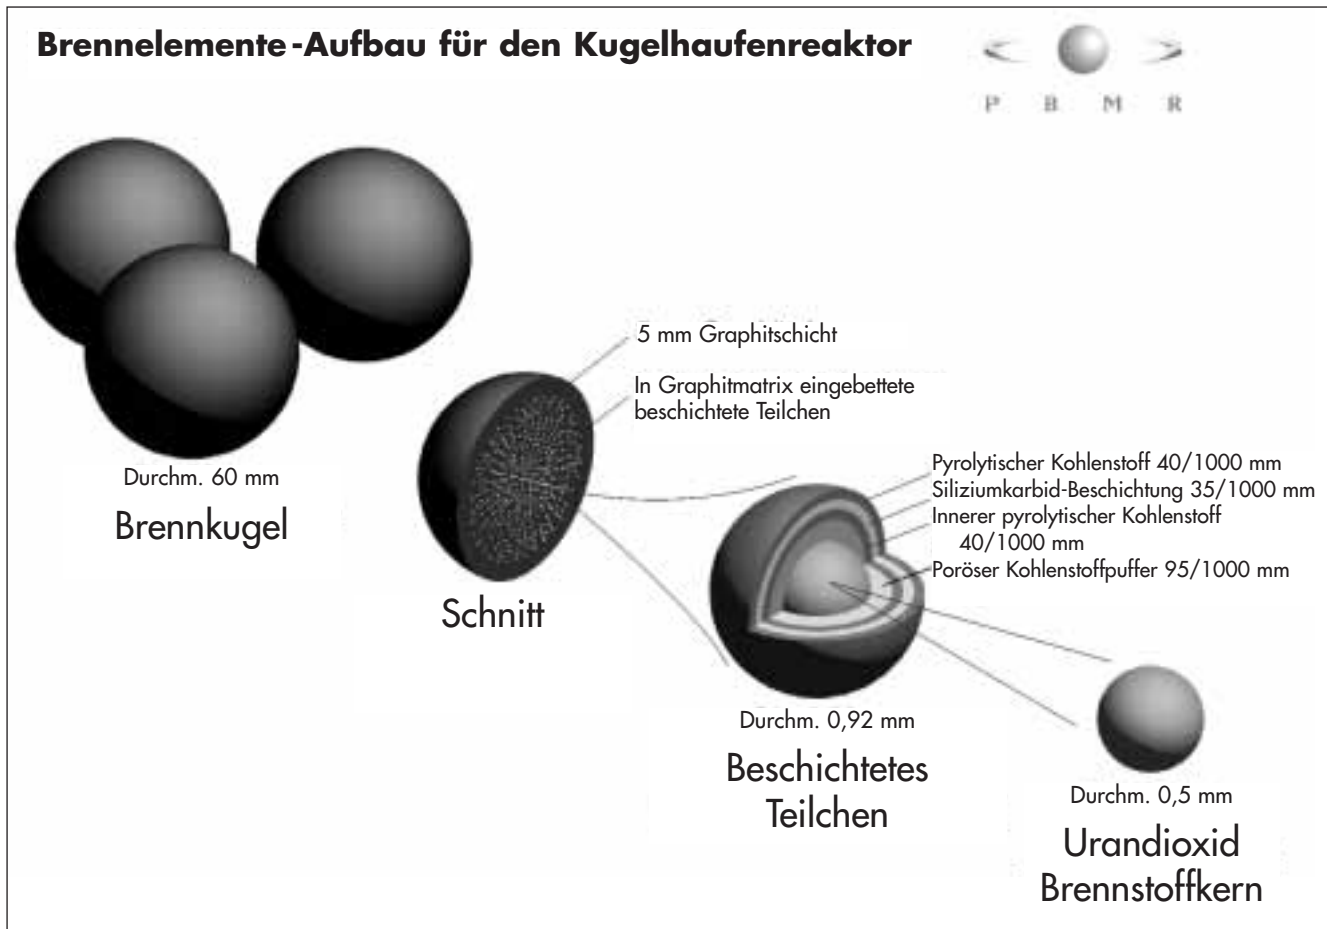 Brennelemente-Aufbau für den Kugelhaufenreaktor
P B M R
5 mm Graphitschicht
In Graphitmatrix eingebettete
beschichtete Teilchen
Durchm. 60 mm
Brennkugel
Schnitt
Pyrolytischer Kohlenstoff 40/1000 mm
Siliziumkarbid-Beschichtung 35/1000 mm
Innerer pyrolytischer Kohlenstoff
40/1000 mm
Poröser Kohlenstoffpuffer 95/1000 mm
Durchm. 0,92 mm
Beschichtetes
Teilchen
Durchm. 0,5 mm
Urandioxid
Brennstoffkern